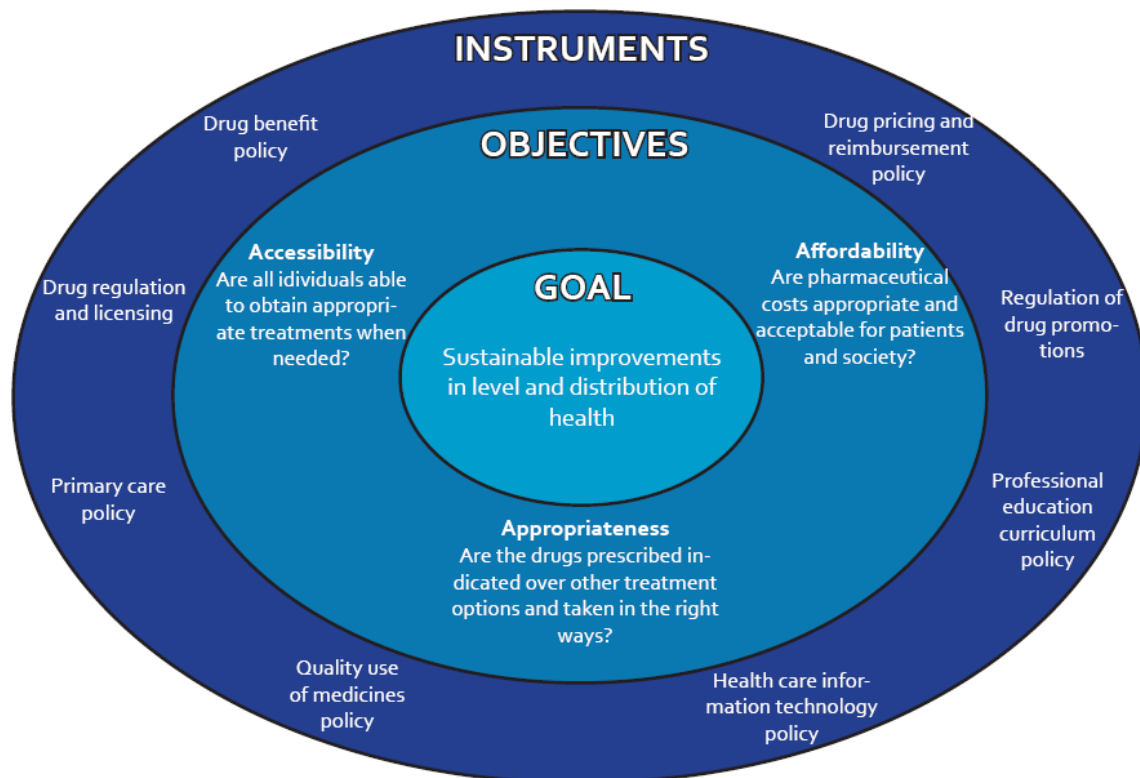 INSTRUMENTS
Drug benefit
policy
Drug pricing and
reimbursement
policy
OBJECTIVES
Accessibility
Are all idividuals able
to obtain appropri-
ate treatments when
needed?
Affordability
Are pharmaceutical
costs appropriate and
acceptable for patients
and society?
GOAL
Sustainable improvements
in level and distribution of
health
Drug regulation
and licensing
Regulation of
drug promo-
tions
Primary care
policy
Professional
education
curriculum
policy
Appropriateness
Are the drugs prescribed in-
dicated over other treatment
options and taken in the right
ways?
Quality use
of medicines
policy
Health care infor-
mation technology
policy